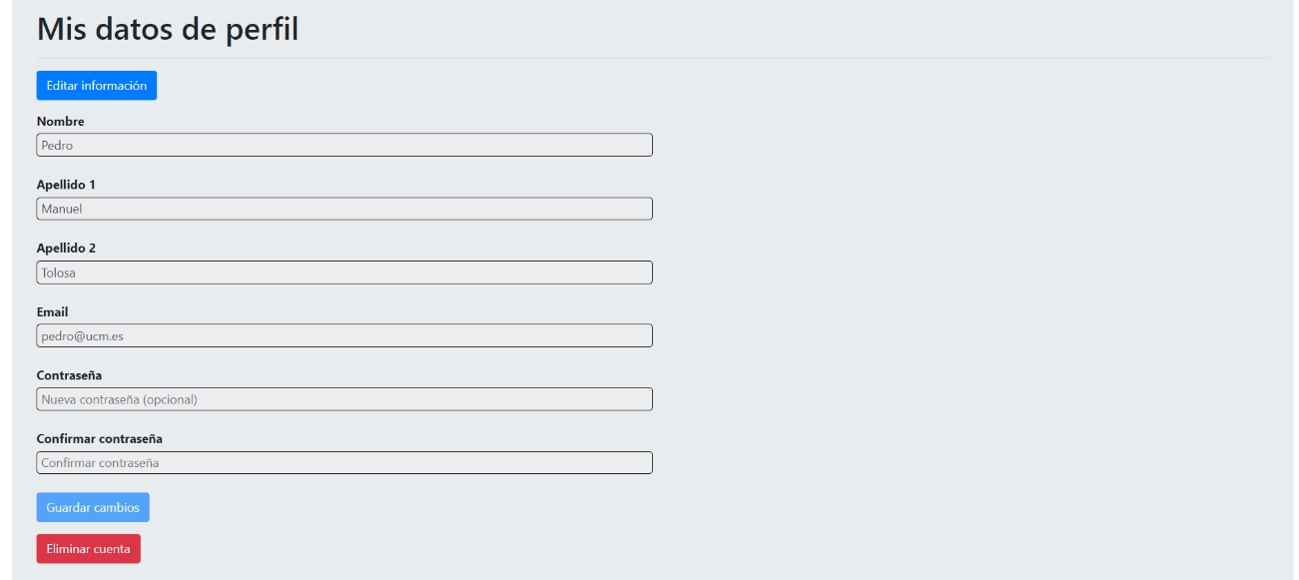 Mis datos de perfil
Editar información
Nombre
Pedro
Apellido 1
Manuel
Apellido 2
Tolosa
Email
pedro@ucm.es
Contraseña
Nueva contraseña (opcional)
Confirmar contraseña
Confirmar contraseña
Guardar cambios
Eliminar cuenta